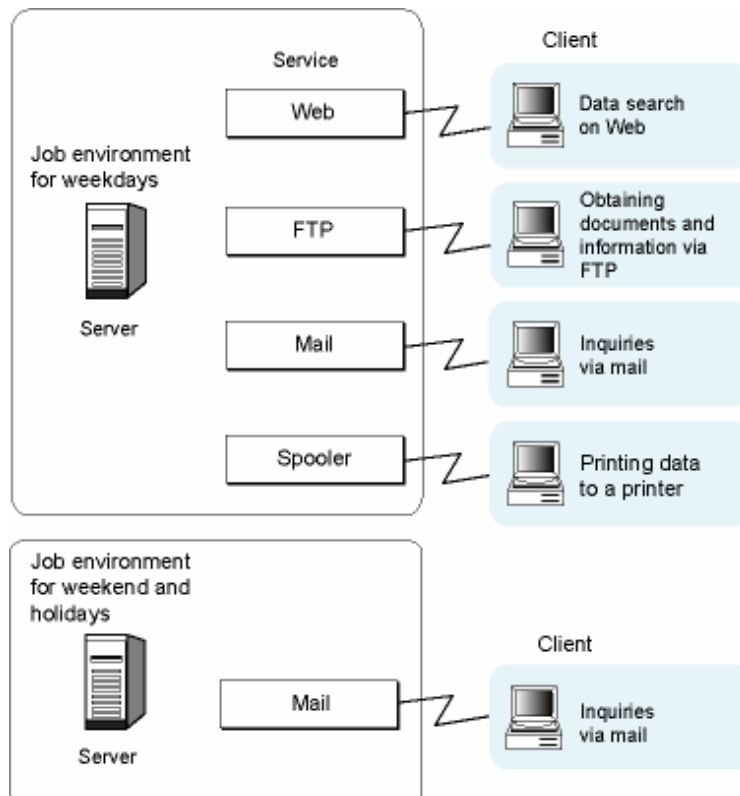 Client
Service
Web
Data search
on Web
Job environment
for weekdays
Server
FTP
Obtaining
documents and
information via
FTP
Mail
Inquiries
via mail
Spooler
Printing data
to a printer
Job environment
for weekend and
holidays
Server
Client
Mail
Inquiries
via mail